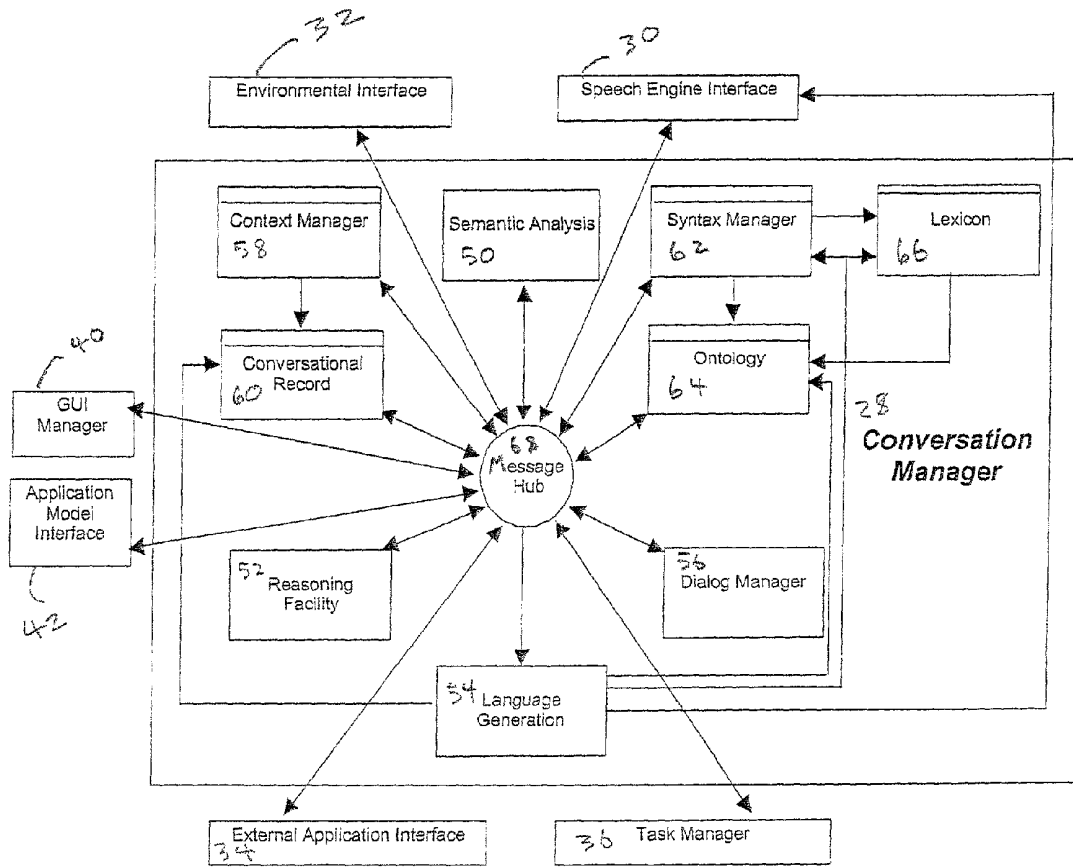 32
30
Environmental Interface
Speech Engine Interface
Context Manager
58
Semantic Analysis
50
Syntax Manager
62
Lexicon
66
40
GUI
Manager
Conversational
Record
60
Ontology
64
28
Conversation
Manager
68
Message
Hub
Application
Model
Interface
42
52
Reasoning
Facility
56
Dialog Manager
54
Language
Generation
External Application Interface
34
36
Task Manager